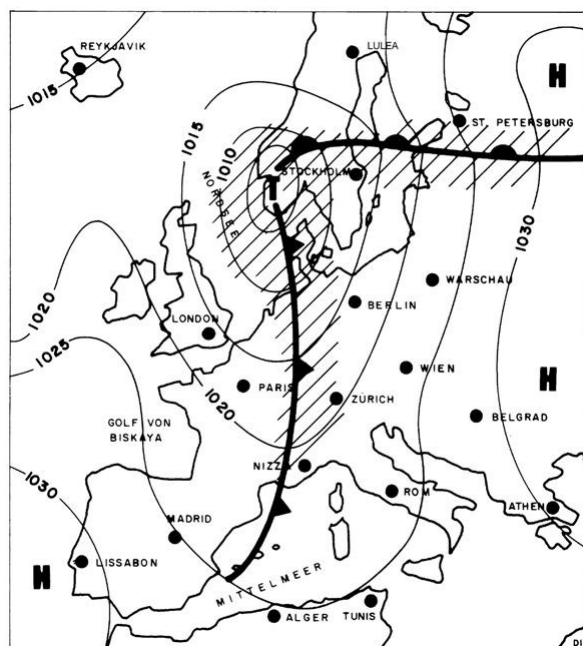 REYKJAVIK
LULEA
H
1015
1015
ST. PETERSBURG
1010
STOCKHOLM
NORDSEE
T
1030
WARSCHAU
BERLIN
1020
LONDON
1025
WIEN
PARIS
ZÜRICH
H
1020
BELGRAD
GOLF VON
BISKAYA
NIZZA
1030
ROM
ATHEN
MADRID
LISSABON
H
MITTELMEER
ALGER
TUNIS